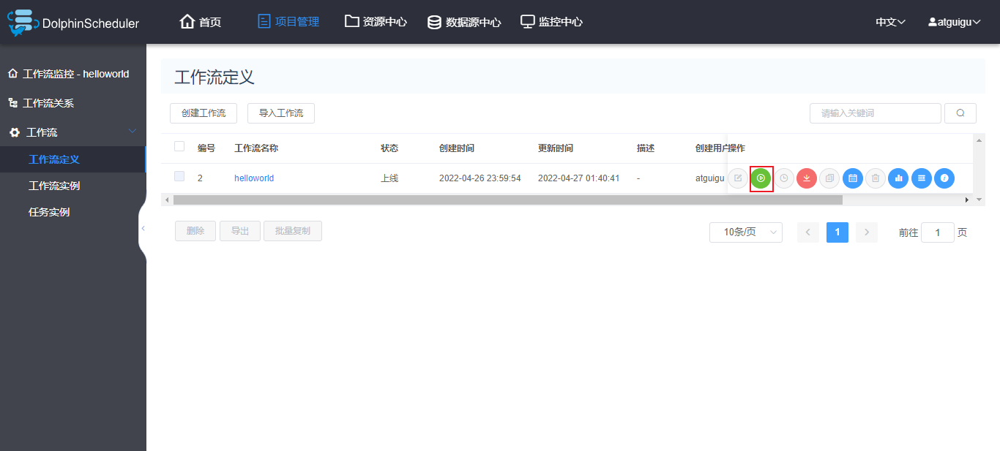 DolphinScheduler 首页 项目管理 资源中心 数据源中心 监控中心 中文 atguigu
工作流监控 - helloworld
工作流关系
工作流
工作流定义
工作流实例
任务实例
工作流定义
创建工作流 导入工作流 请输入关键词
编号 工作流名称 状态 创建时间 更新时间 描述 创建用户 操作
2 helloworld 上线 2022-04-26 23:59:54 2022-04-27 01:40:41 - atguigu
删除 导出 批量复制 10条/页 1 前往 1 页